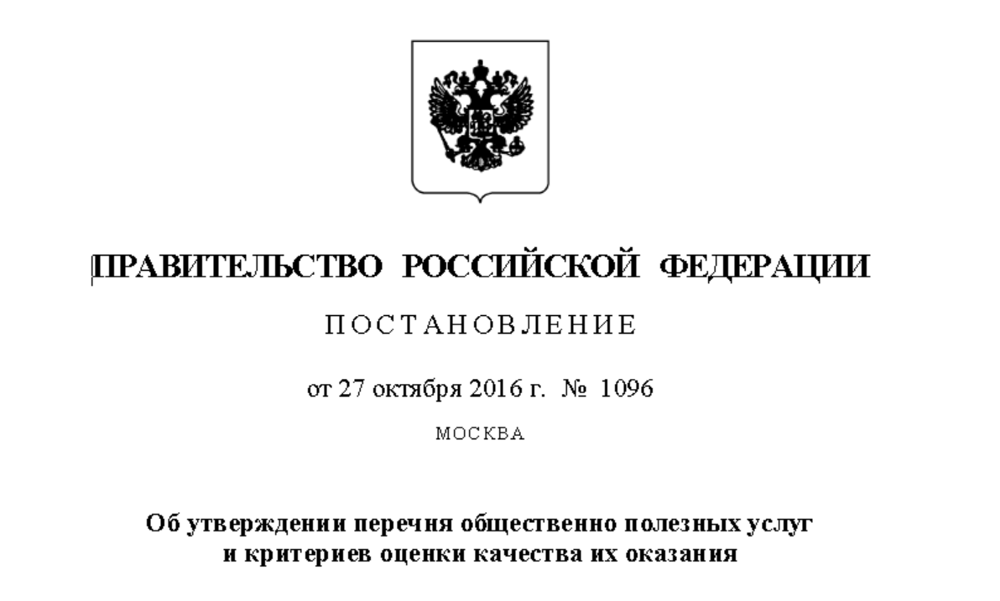 ПРАВИТЕЛЬСТВО РОССИЙСКОЙ ФЕДЕРАЦИИ
ПОСТАНОВЛЕНИЕ
от 27 октября 2016 г. № 1096
МОСКВА
Об утверждении перечня общественно полезных услуг
и критериев оценки качества их оказания